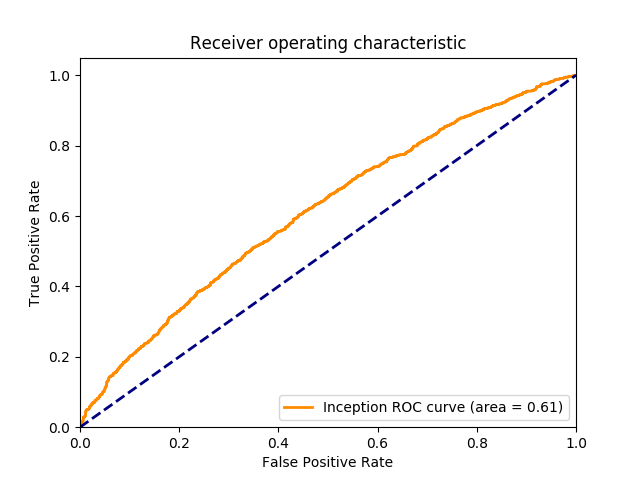 Receiver operating characteristic
True Positive Rate
1.0
0.8
0.6
0.4
0.2
0.0
Inception ROC curve (area = 0.61)
0.0 0.2 0.4 0.6 0.8 1.0
False Positive Rate